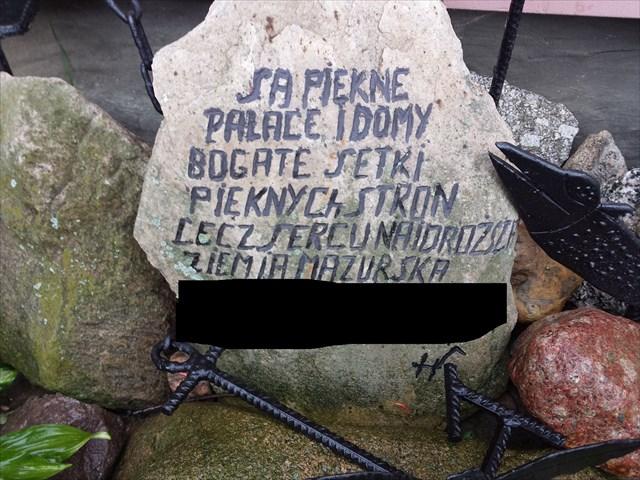 SĄ PIĘKNE
PAŁACE I DOMY
BOGATE SETKI
PIĘKNYCH STRON
LECZ SERCU NAJDROŻSZA
ZIEMIA MAZURSKA